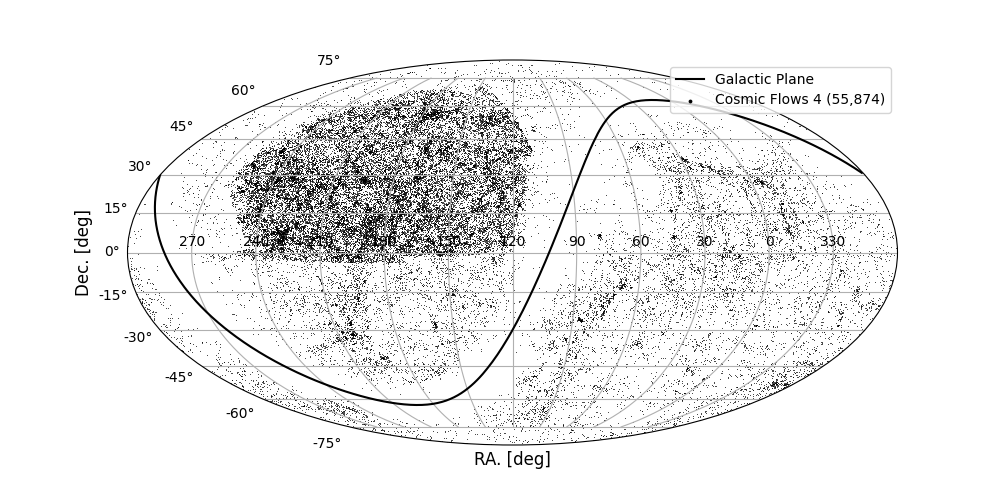 75°
60°
45°
30°
15°
0°
-15°
-30°
-45°
-60°
-75°
Dec. [deg]
270 240 210 180 150 120 90 60 30 0 330
RA. [deg]
Galactic Plane
Cosmic Flows 4 (55,874)